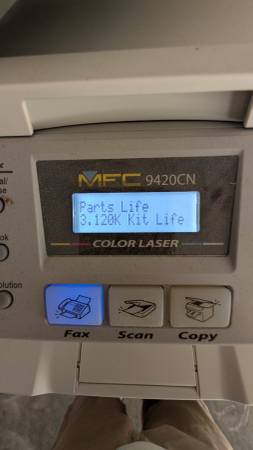 MFC 9420CN
Parts Life
3.120K Kit Life
COLOR LASER
Fax
Scan
Copy